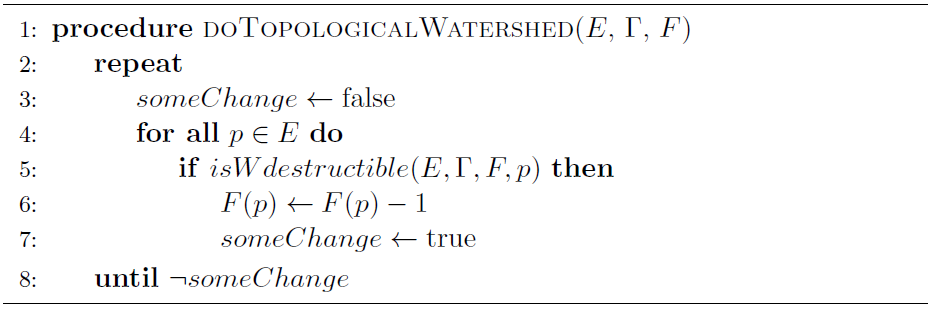 1: procedure DOTOPOLOGICALWATERSHED(E, Γ, F)
2: repeat
3: someChange ← false
4: for all p ∈ E do
5: if isWdestructible(E, Γ, F, p) then
6: F(p) ← F(p) − 1
7: someChange ← true
8: until ¬someChange